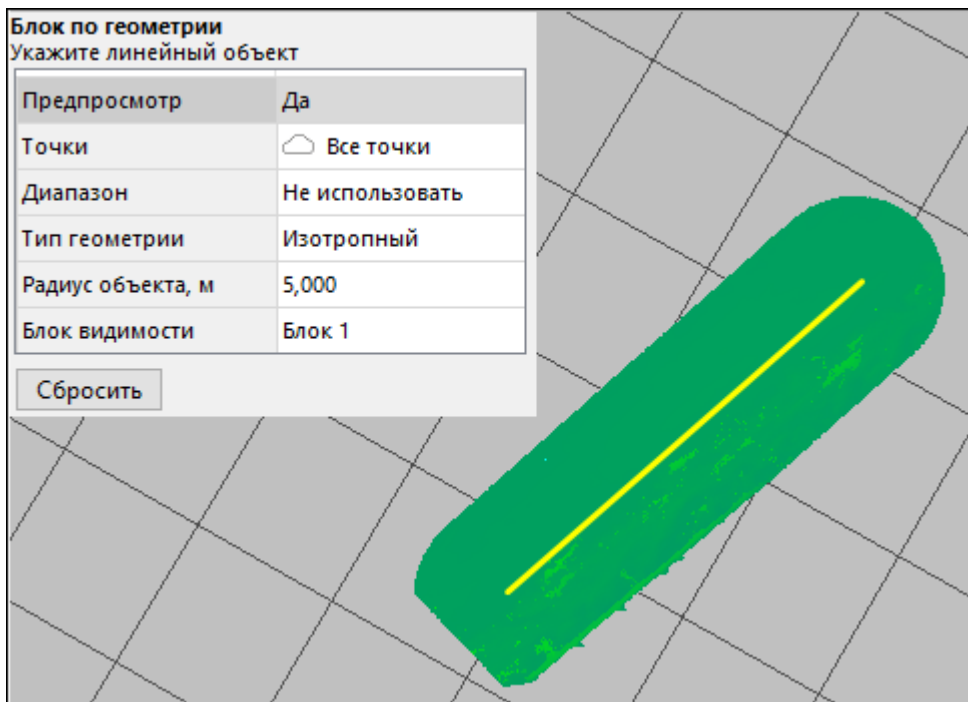 Блок по геометрии
Укажите линейный объект
Предпросмотр Да
Точки Все точки
Диапазон Не использовать
Тип геометрии Изотропный
Радиус объекта, м 5,000
Блок видимости Блок 1
Сбросить